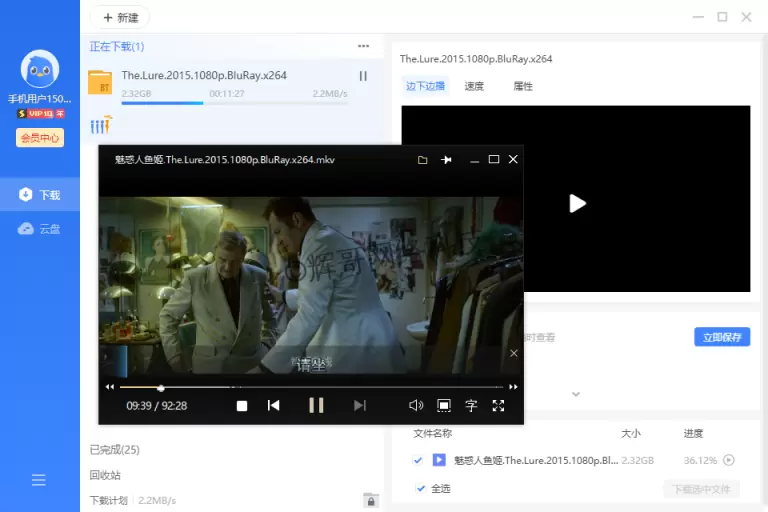 + 新建
手机用户150...
VIP
会员中心
下载
云盘
正在下载(1)
The.Lure.2015.1080p.BluRay.x264
BT
2.32GB
00:11:27
2.2MB/s
魅惑人鱼姬.The.Lure.2015.1080p.BluRay.x264.mkv
请坐
09:39 / 92:28
字
已完成(25)
回收站
下载计划
2.2MB/s
The.Lure.2015.1080p.BluRay.x264
边下边播
速度
属性
时查看
立即保存
文件名称
大小
进度
魅惑人鱼姬.The.Lure.2015.1080p.Bl...
2.32GB
36.12%
全选
下载选中文件